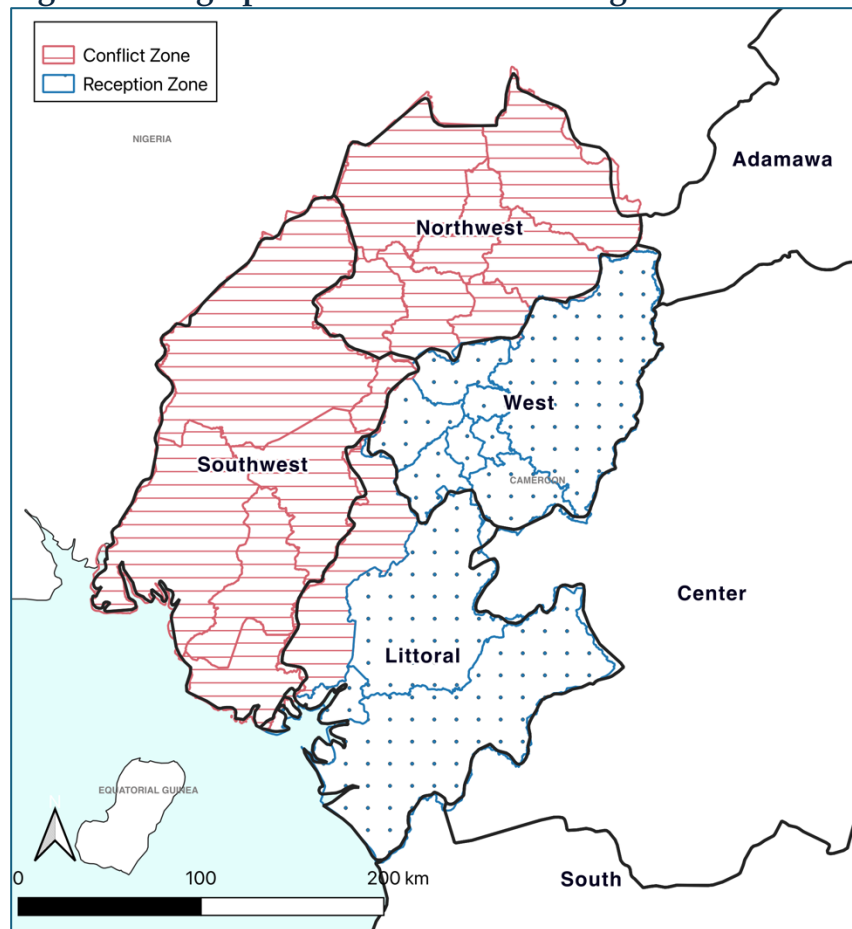 Conflict Zone
Reception Zone
NIGERIA
Adamawa
Northwest
West
Southwest
CAMEROON
Center
Littoral
EQUATORIAL GUINEA
N
0 100 200 km
South